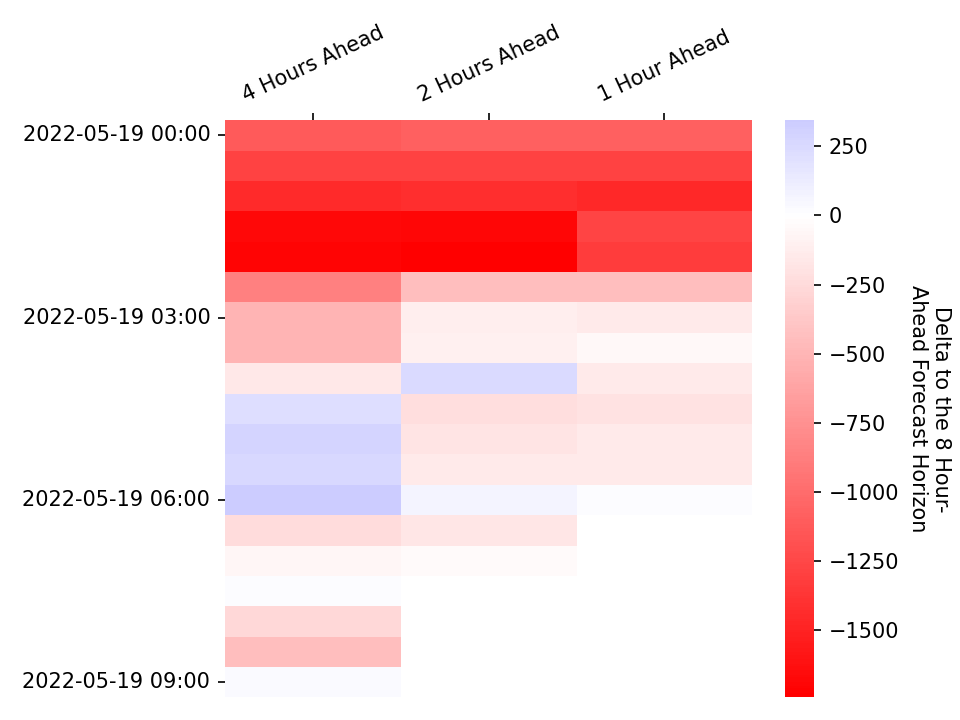 4 Hours Ahead
2 Hours Ahead
1 Hour Ahead
2022-05-19 00:00
2022-05-19 03:00
2022-05-19 06:00
2022-05-19 09:00
250
0
−250
−500
−750
−1000
−1250
−1500
Delta to the 8 Hour-
Ahead Forecast Horizon